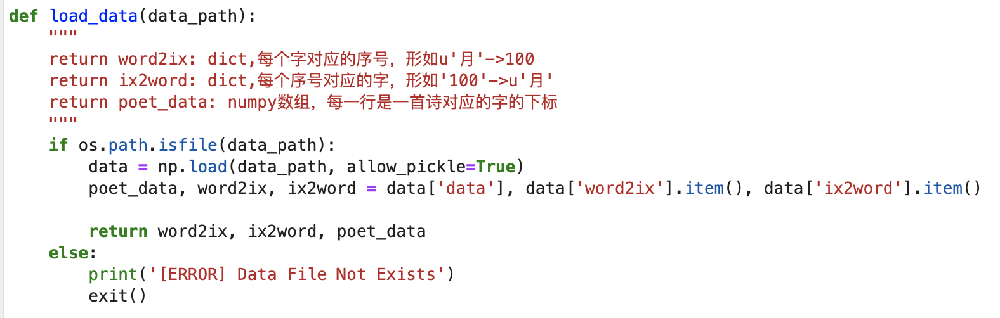 def load_data(data_path):
    """
    return word2ix: dict,每个字对应的序号，形如u'月'->100
    return ix2word: dict,每个序号对应的字，形如'100'->u'月'
    return poet_data: numpy数组，每一行是一首诗对应的字的下标
    """
    if os.path.isfile(data_path):
        data = np.load(data_path, allow_pickle=True)
        poet_data, word2ix, ix2word = data['data'], data['word2ix'].item(), data['ix2word'].item()
        return word2ix, ix2word, poet_data
    else:
        print('[ERROR] Data File Not Exists')
        exit()